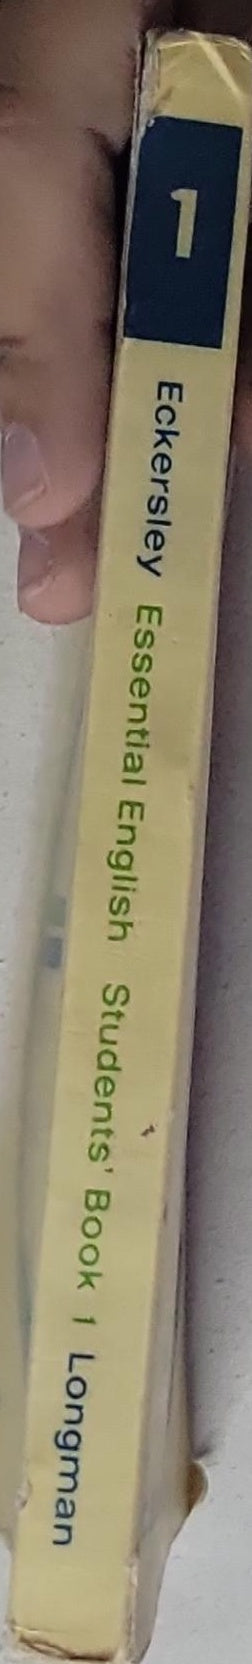 1
Eckersley Essential English Students' Book 1 Longman